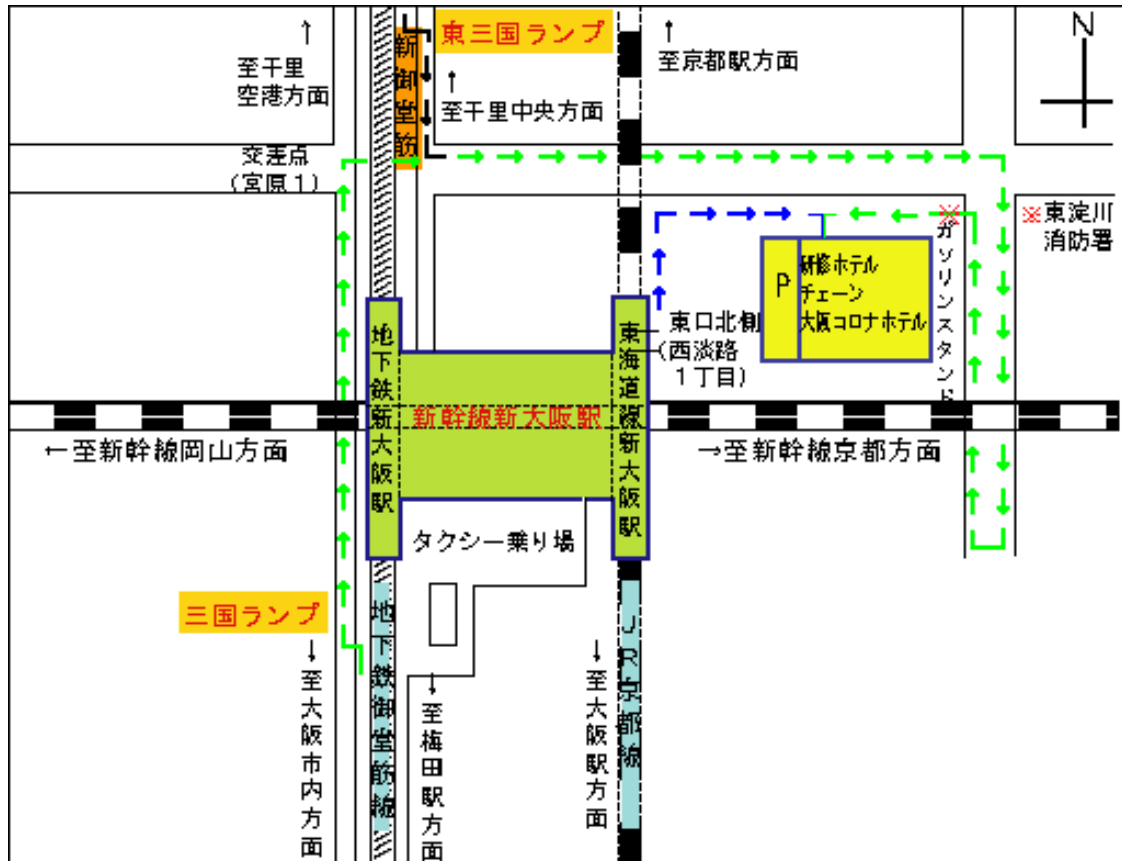 東三国ランプ
N
↑
至千里
空港方面
新御堂筋
↑
至千里中央方面
↑
至京都駅方面
交差点
(宮原1)
※東淀川
消防署
※
ガソリンスタンド
P
研修ホテル
チェーン
大阪コロナホテル
地下鉄新大阪駅
東海道線新大阪駅
東口北側
(西淡路
1丁目)
新幹線新大阪駅
←至新幹線岡山方面
→至新幹線京都方面
タクシー乗り場
三国ランプ
地下鉄御堂筋線
JR京都線
↓至大阪市内方面
↓至梅田駅方面
↓至大阪駅方面